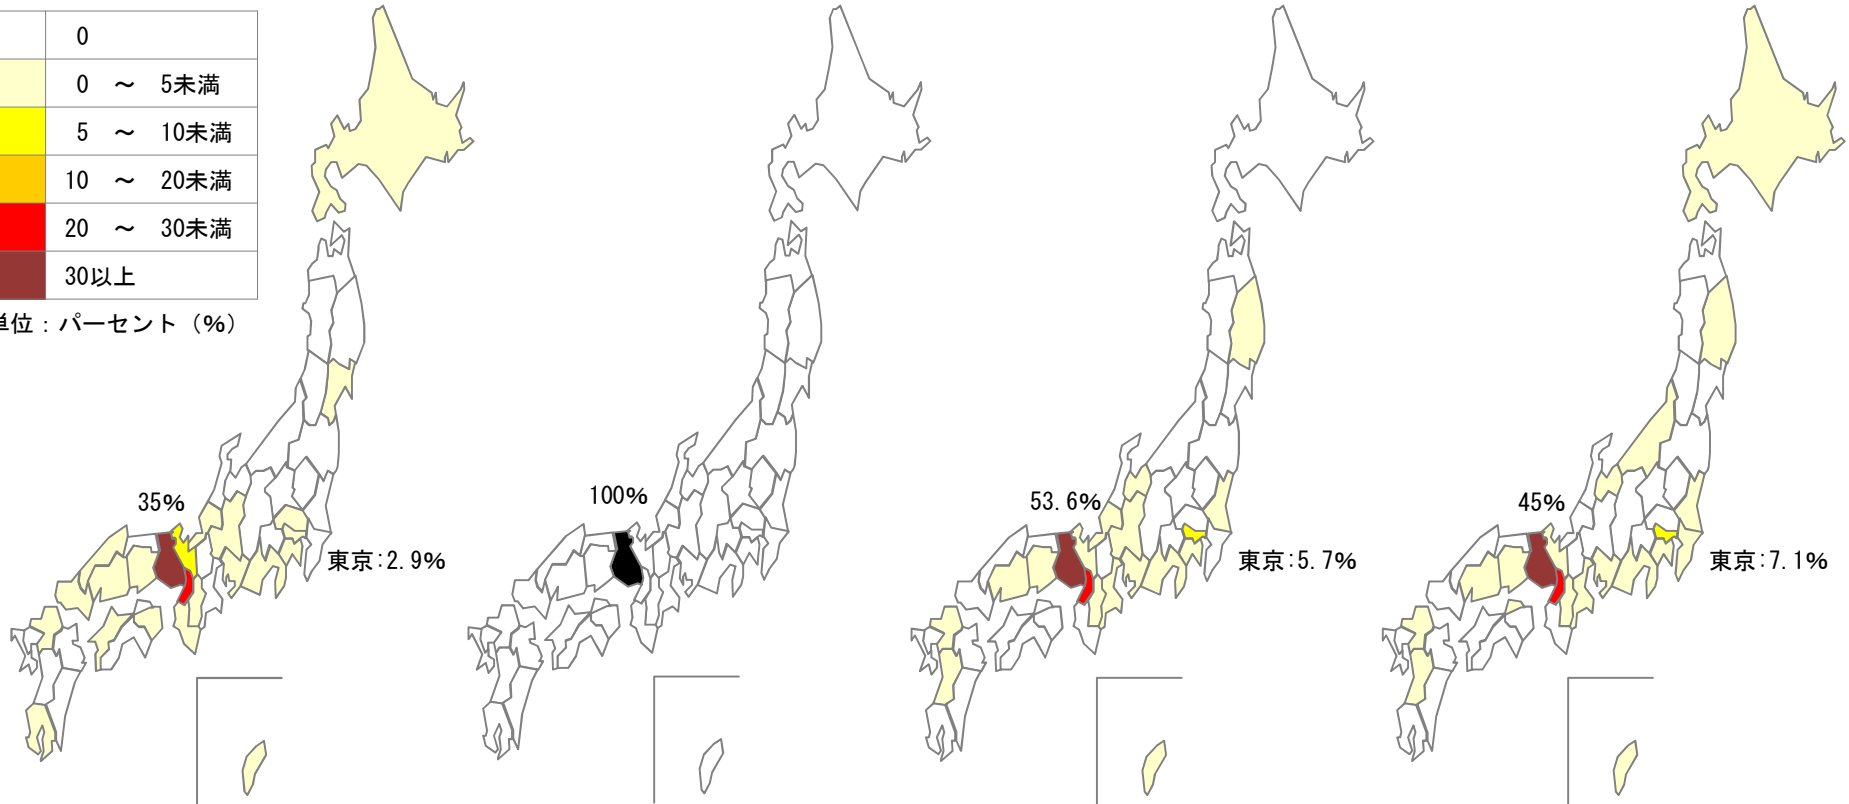 0
0 ～ 5未満
5 ～ 10未満
10 ～ 20未満
20 ～ 30未満
30以上
単位：パーセント（%）
35%
東京:2.9%
100%
53.6%
東京:5.7%
45%
東京:7.1%